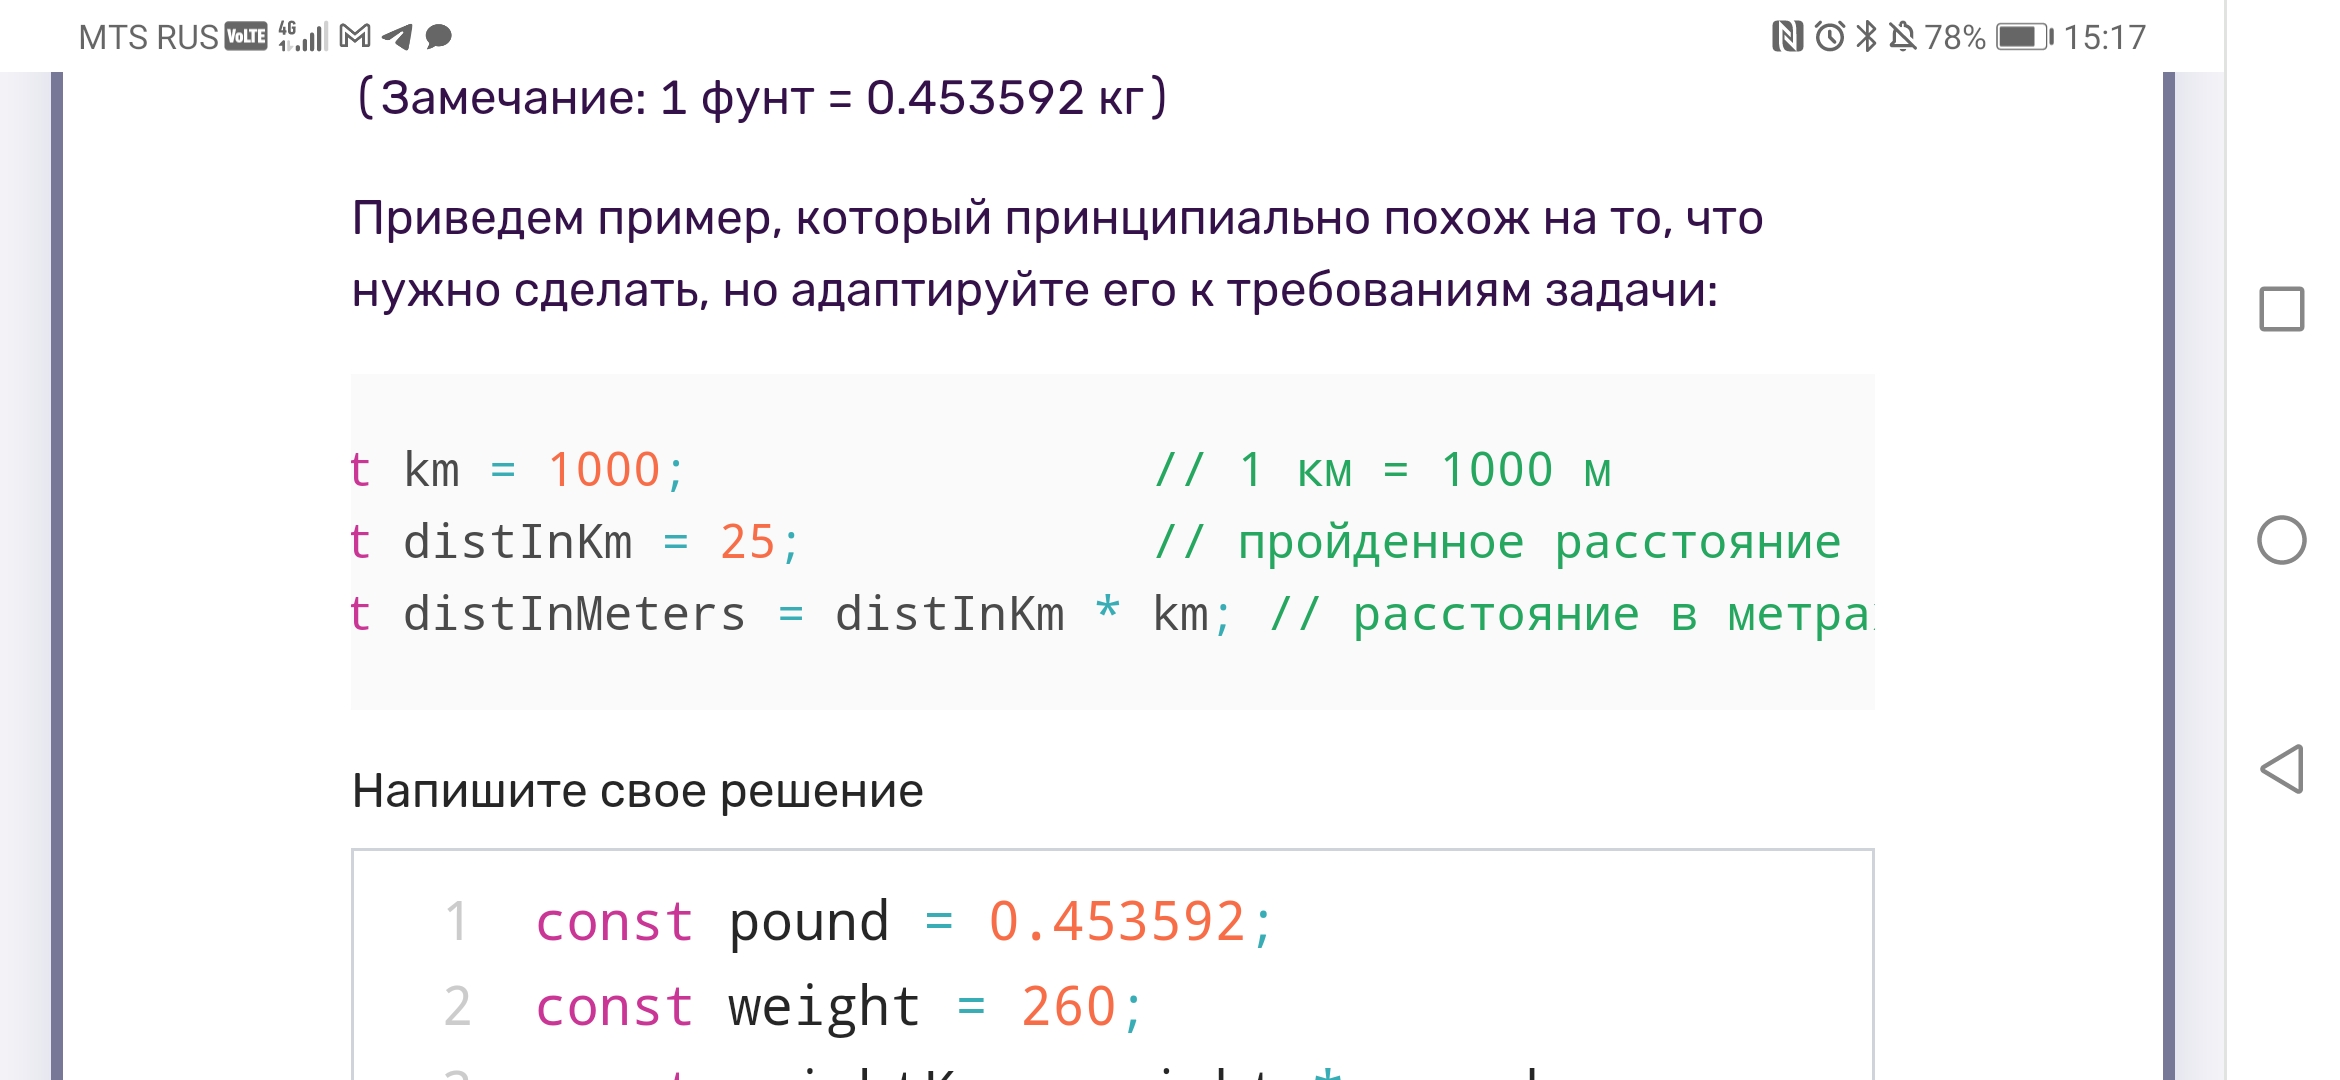 MTS RUS VoLTE 4G 78% 15:17
(Замечание: 1 фунт = 0.453592 кг)
Приведем пример, который принципиально похож на то, что
нужно сделать, но адаптируйте его к требованиям задачи:
t km = 1000; // 1 км = 1000 м
t distInKm = 25; // пройденное расстояние
t distInMeters = distInKm * km; // расстояние в метра
Напишите свое решение
1 const pound = 0.453592;
2 const weight = 260;